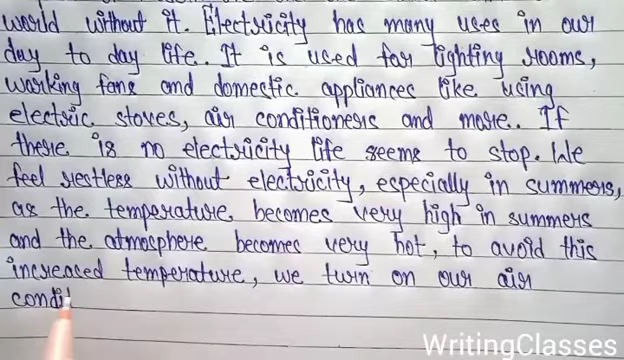 world without it. Electricity has many uses in our
day to day life. It is used for lighting rooms,
working fans and domestic appliances like using
electric stoves, air conditioners and more. If
there is no electricity life seems to stop. We
feel restless without electricity, especially in summers,
as the temperature becomes very high in summers
and the atmosphere becomes very hot, to avoid this
increased temperature, we turn on our air
condi
WritingClasses